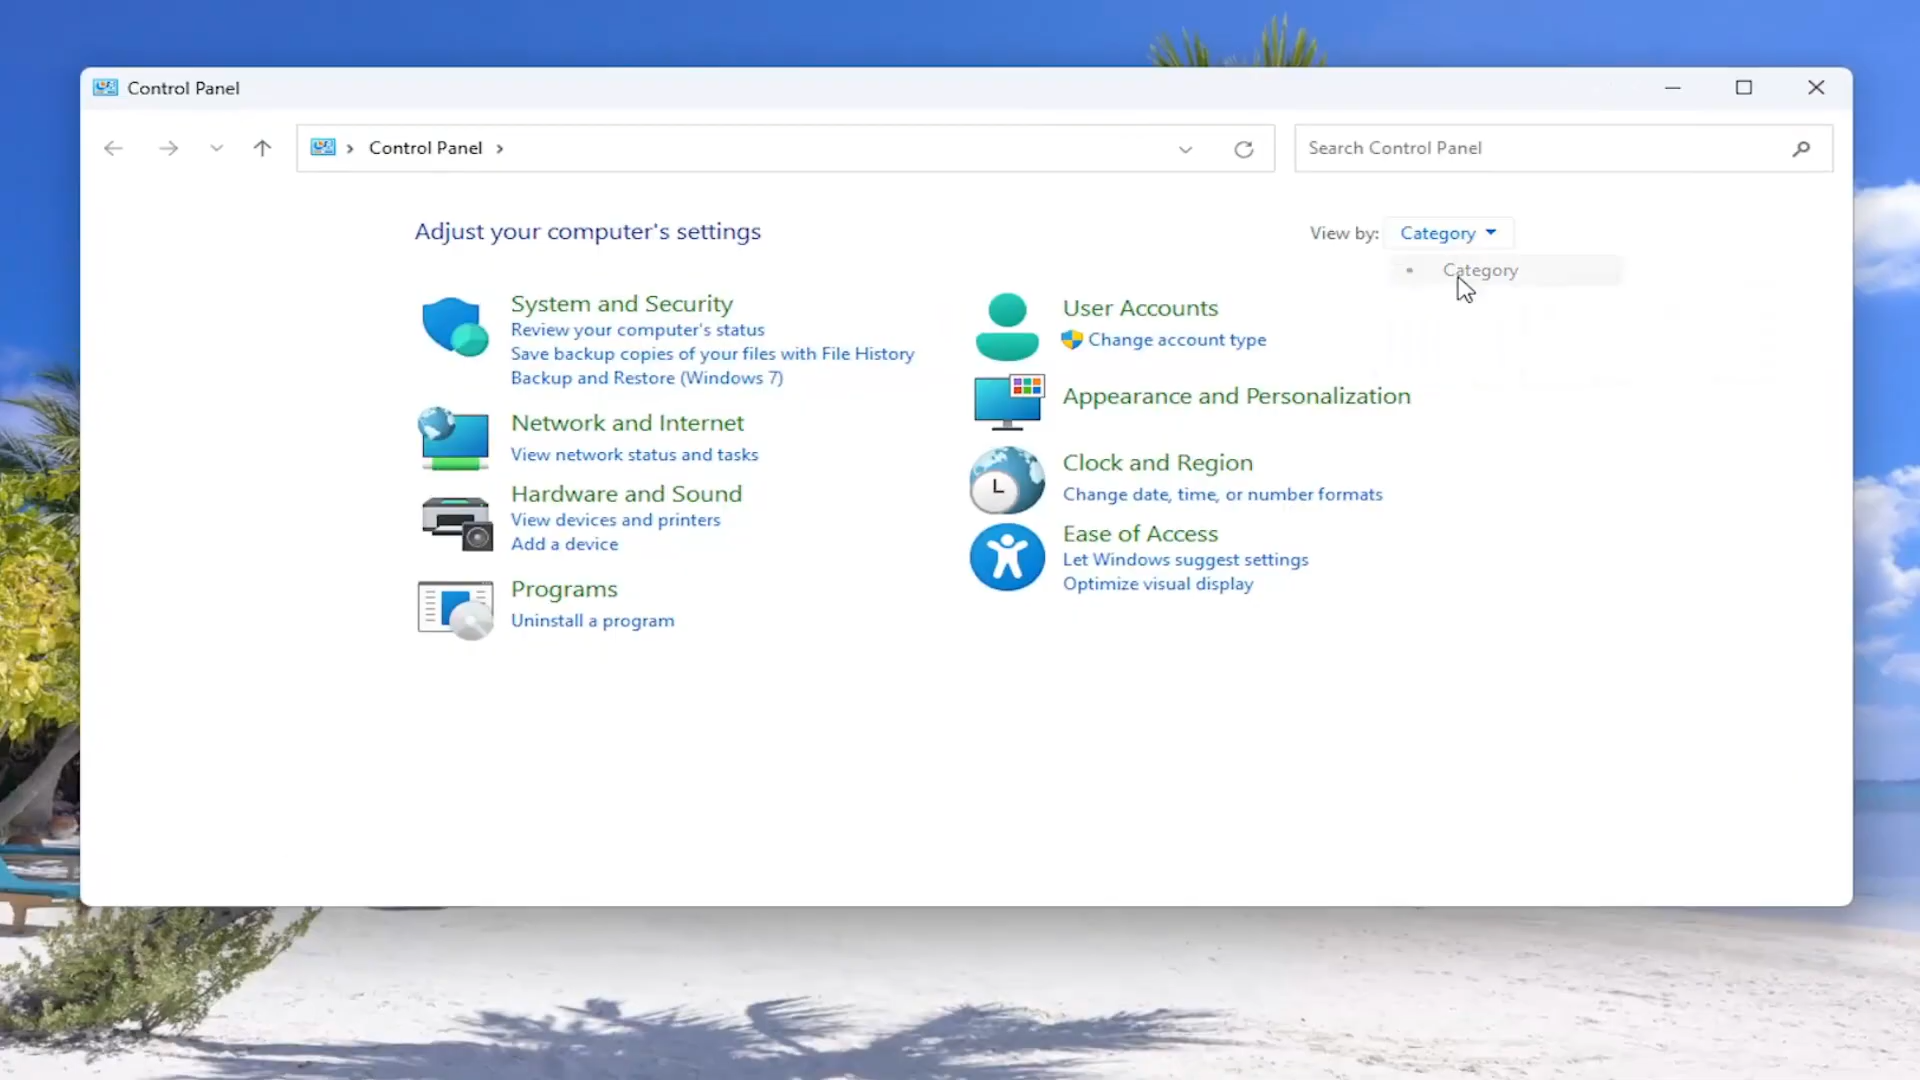 Control Panel
Control Panel
Search Control Panel
Adjust your computer's settings
View by: Category
Category
System and Security
Review your computer's status
Save backup copies of your files with File History
Backup and Restore (Windows 7)
Network and Internet
View network status and tasks
Hardware and Sound
View devices and printers
Add a device
Programs
Uninstall a program
User Accounts
Change account type
Appearance and Personalization
Clock and Region
Change date, time, or number formats
Ease of Access
Let Windows suggest settings
Optimize visual display